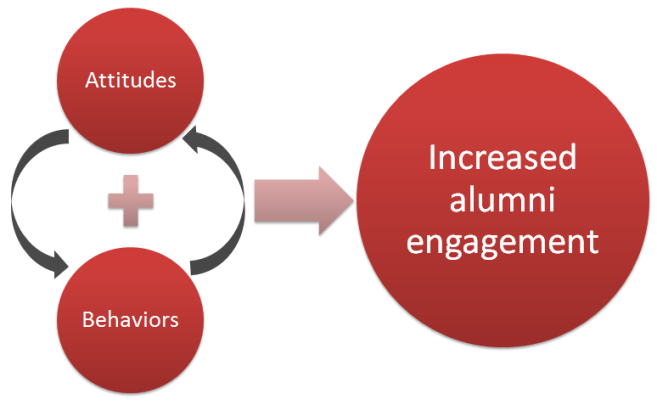 Attitudes
Behaviors
Increased
alumni
engagement